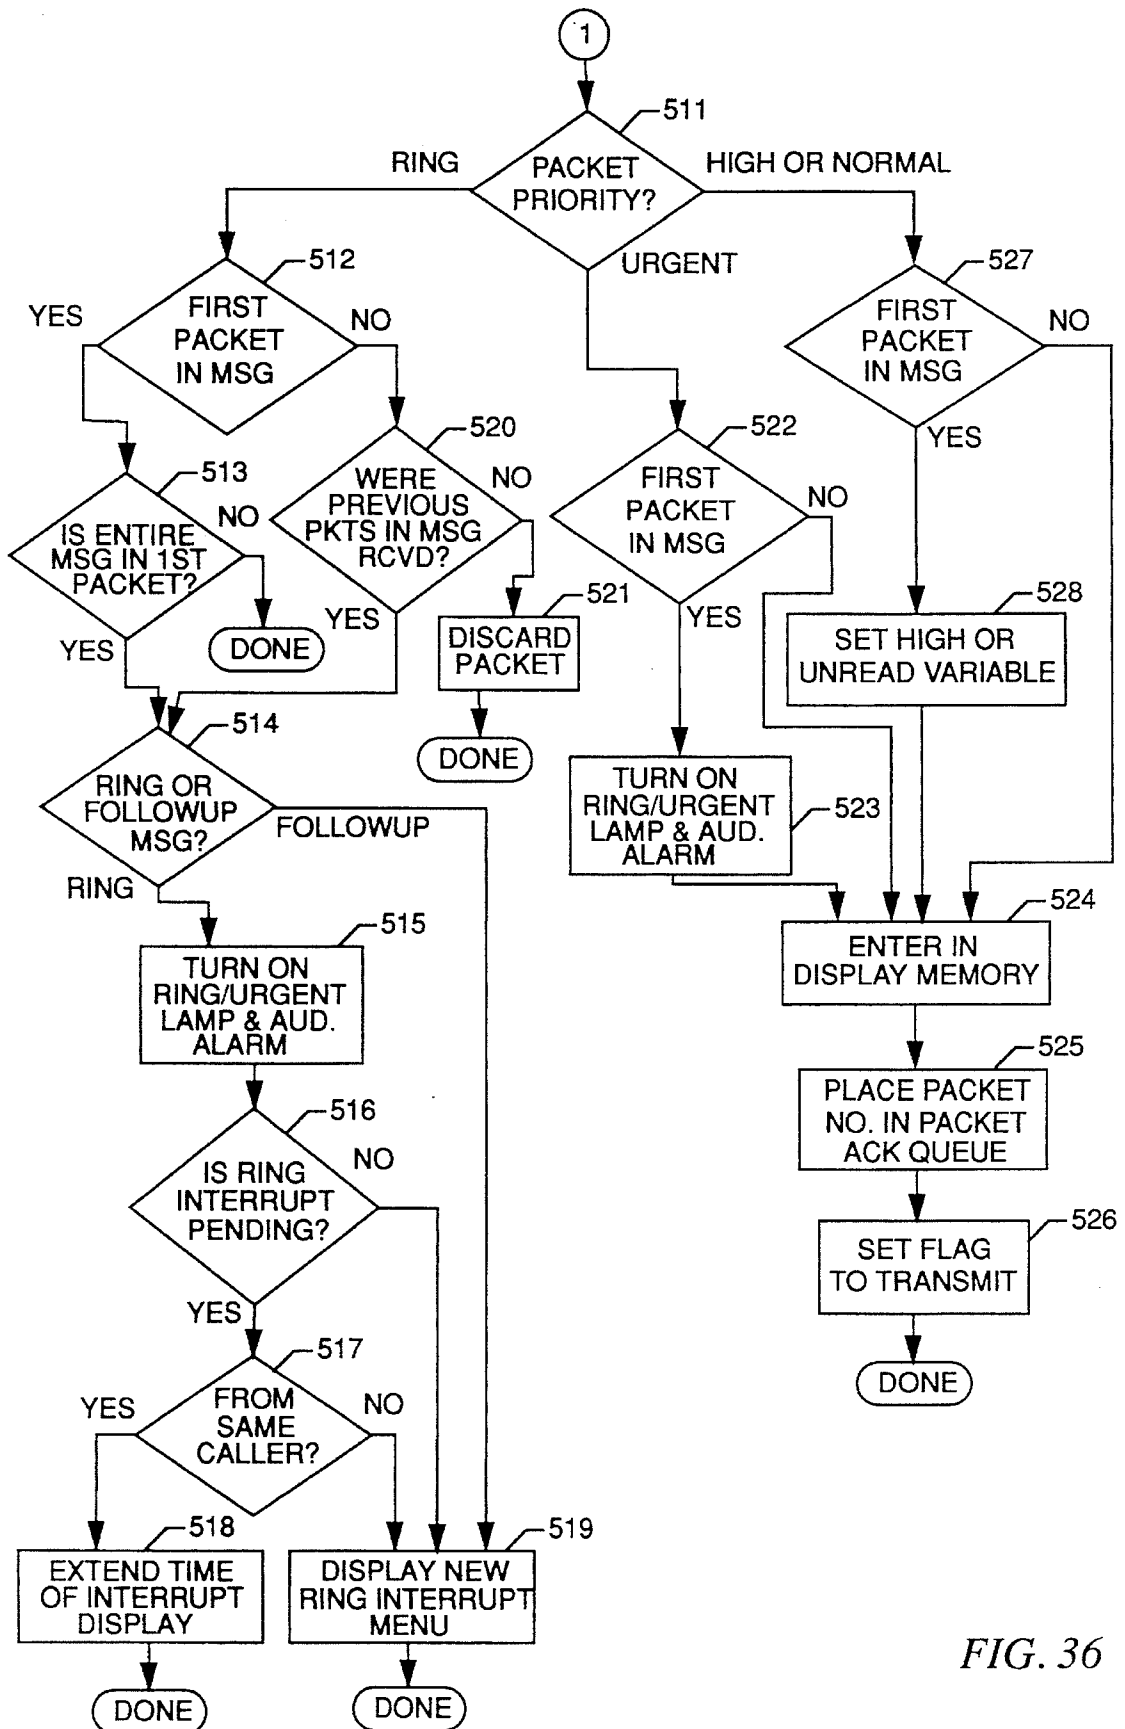 1
511
PACKET
PRIORITY?
RING
HIGH OR NORMAL
URGENT
512
FIRST
PACKET
IN MSG
YES
NO
527
FIRST
PACKET
IN MSG
NO
YES
513
IS ENTIRE
MSG IN 1ST
PACKET?
NO
YES
DONE
520
WERE
PREVIOUS
PKTS IN MSG
RCVD?
NO
YES
521
DISCARD
PACKET
DONE
522
FIRST
PACKET
IN MSG
NO
YES
528
SET HIGH OR
UNREAD VARIABLE
514
RING OR
FOLLOWUP
MSG?
FOLLOWUP
RING
TURN ON
RING/URGENT
LAMP & AUD.
ALARM
523
515
TURN ON
RING/URGENT
LAMP & AUD.
ALARM
524
ENTER IN
DISPLAY MEMORY
525
PLACE PACKET
NO. IN PACKET
ACK QUEUE
516
IS RING
INTERRUPT
PENDING?
NO
YES
526
SET FLAG
TO TRANSMIT
DONE
517
FROM
SAME
CALLER?
YES
NO
518
EXTEND TIME
OF INTERRUPT
DISPLAY
DONE
519
DISPLAY NEW
RING INTERRUPT
MENU
DONE
FIG. 36